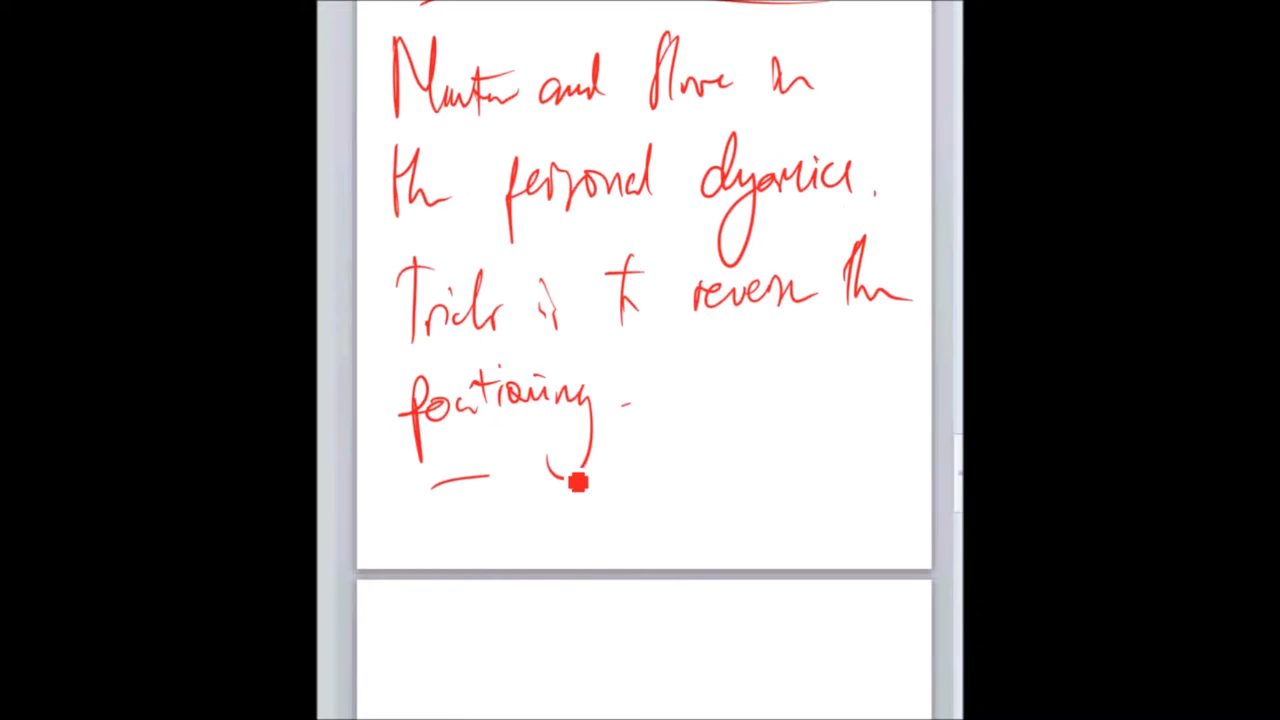 Master and slave in
the personal dynamics.
Trick is to reverse the
positioning.